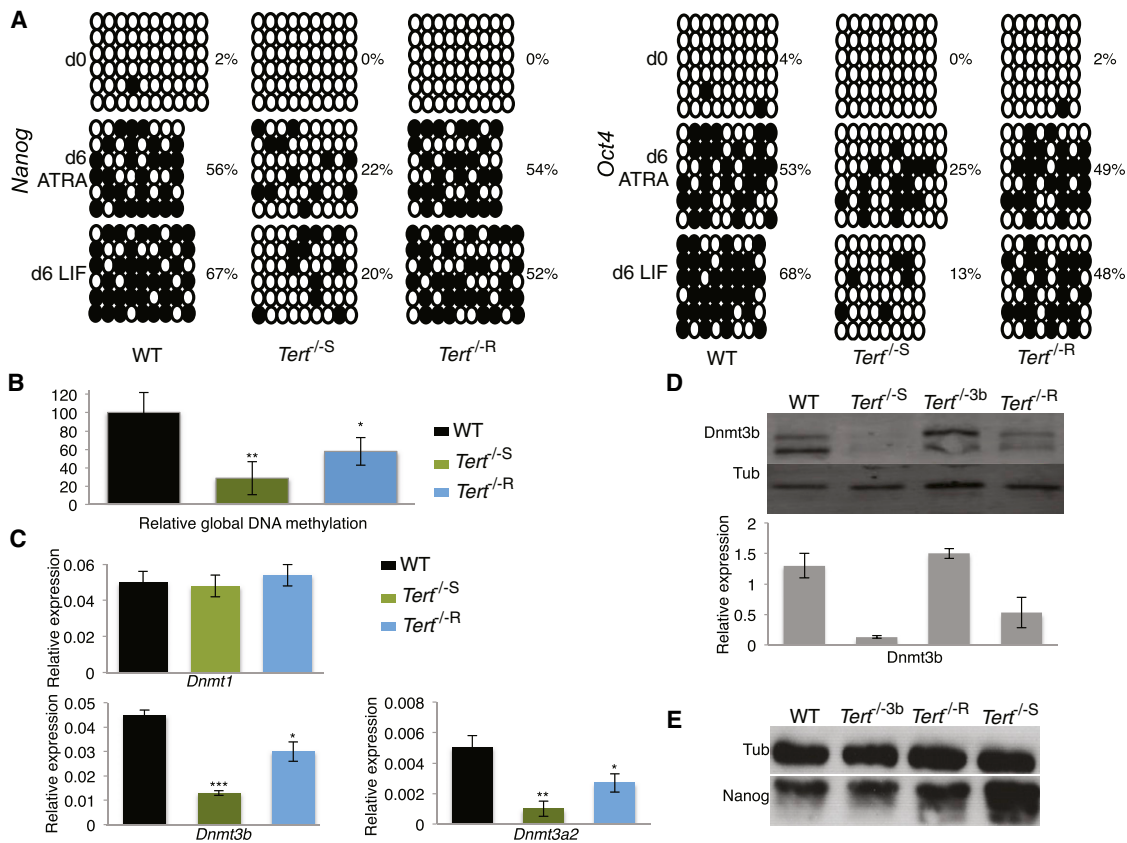 A
Nanog
d0
2%
0%
0%
d6
ATRA
56%
22%
54%
d6 LIF
67%
20%
52%
WT
Tert-/-S
Tert-/-R
Oct4
d0
4%
0%
2%
d6
ATRA
53%
25%
49%
d6 LIF
68%
13%
48%
WT
Tert-/-S
Tert-/-R
B
120
100
80
60
40
20
0
**
*
Relative global DNA methylation
WT
Tert-/-S
Tert-/-R
C
Relative expression
0.06
0.04
0.02
0
Dnmt1
WT
Tert-/-S
Tert-/-R
Relative expression
0.05
0.04
0.03
0.02
0.01
0
***
*
Dnmt3b
Relative expression
0.008
0.006
0.004
0.002
0
**
*
Dnmt3a2
D
WT
Tert-/-S
Tert-/-3b
Tert-/-R
Dnmt3b
Tub
Relative expression
2
1.5
1
0.5
0
Dnmt3b
E
WT
Tert-/-3b
Tert-/-R
Tert-/-S
Tub
Nanog